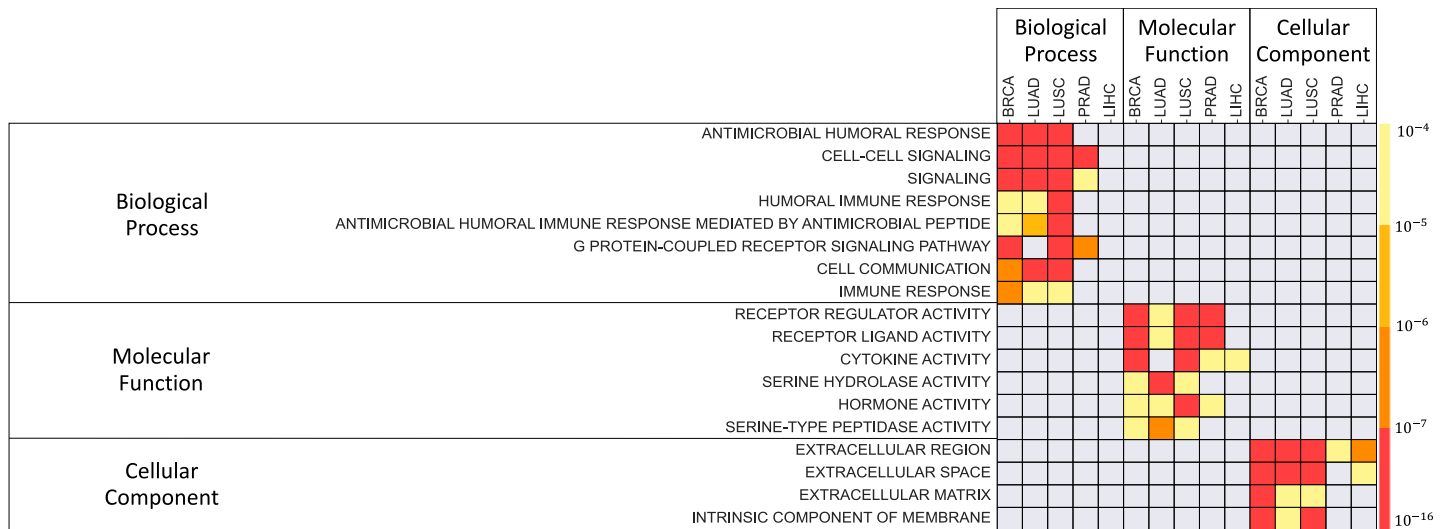 Biological
Process
Molecular
Function
Cellular
Component
BRCA
LUAD
LUSC
PRAD
LIHC
BRCA
LUAD
LUSC
PRAD
LIHC
BRCA
LUAD
LUSC
PRAD
LIHC
Biological
Process
ANTIMICROBIAL HUMORAL RESPONSE
CELL-CELL SIGNALING
SIGNALING
HUMORAL IMMUNE RESPONSE
ANTIMICROBIAL HUMORAL IMMUNE RESPONSE MEDIATED BY ANTIMICROBIAL PEPTIDE
G PROTEIN-COUPLED RECEPTOR SIGNALING PATHWAY
CELL COMMUNICATION
IMMUNE RESPONSE
Molecular
Function
RECEPTOR REGULATOR ACTIVITY
RECEPTOR LIGAND ACTIVITY
CYTOKINE ACTIVITY
SERINE HYDROLASE ACTIVITY
HORMONE ACTIVITY
SERINE-TYPE PEPTIDASE ACTIVITY
Cellular
Component
EXTRACELLULAR REGION
EXTRACELLULAR SPACE
EXTRACELLULAR MATRIX
INTRINSIC COMPONENT OF MEMBRANE
10⁻⁴
10⁻⁵
10⁻⁶
10⁻⁷
10⁻¹⁶